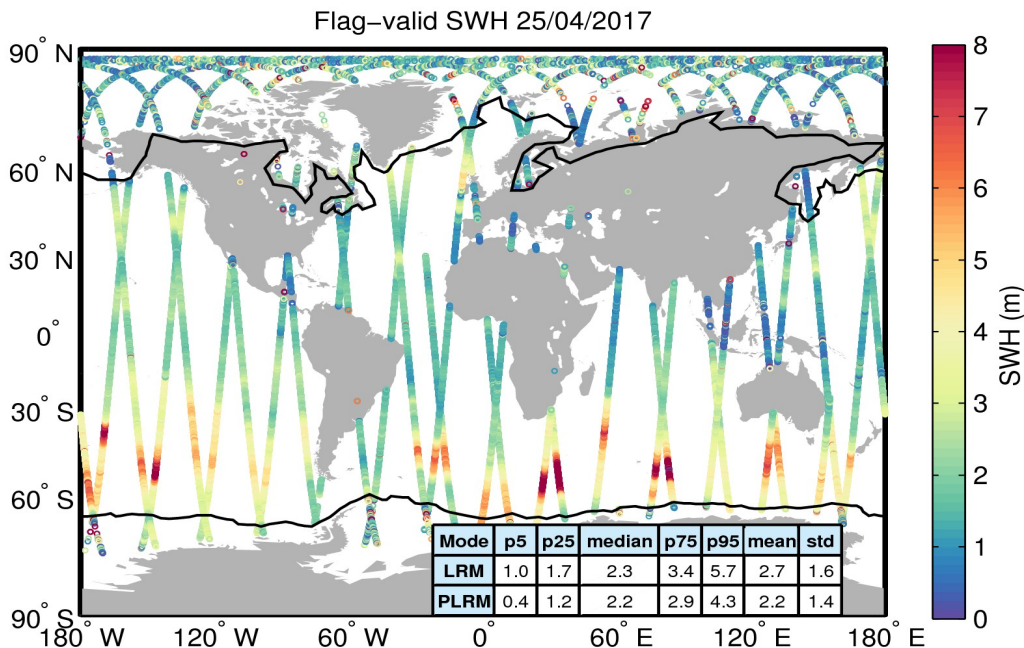 Flag−valid SWH 25/04/2017
90° N
60° N
30° N
0°
30° S
60° S
90° S
180° W
120° W
60° W
0°
60° E
120° E
180° E
Mode p5 p25 median p75 p95 mean std
LRM 1.0 1.7 2.3 3.4 5.7 2.7 1.6
PLRM 0.4 1.2 2.2 2.9 4.3 2.2 1.4
8
7
6
5
4
3
2
1
0
SWH (m)